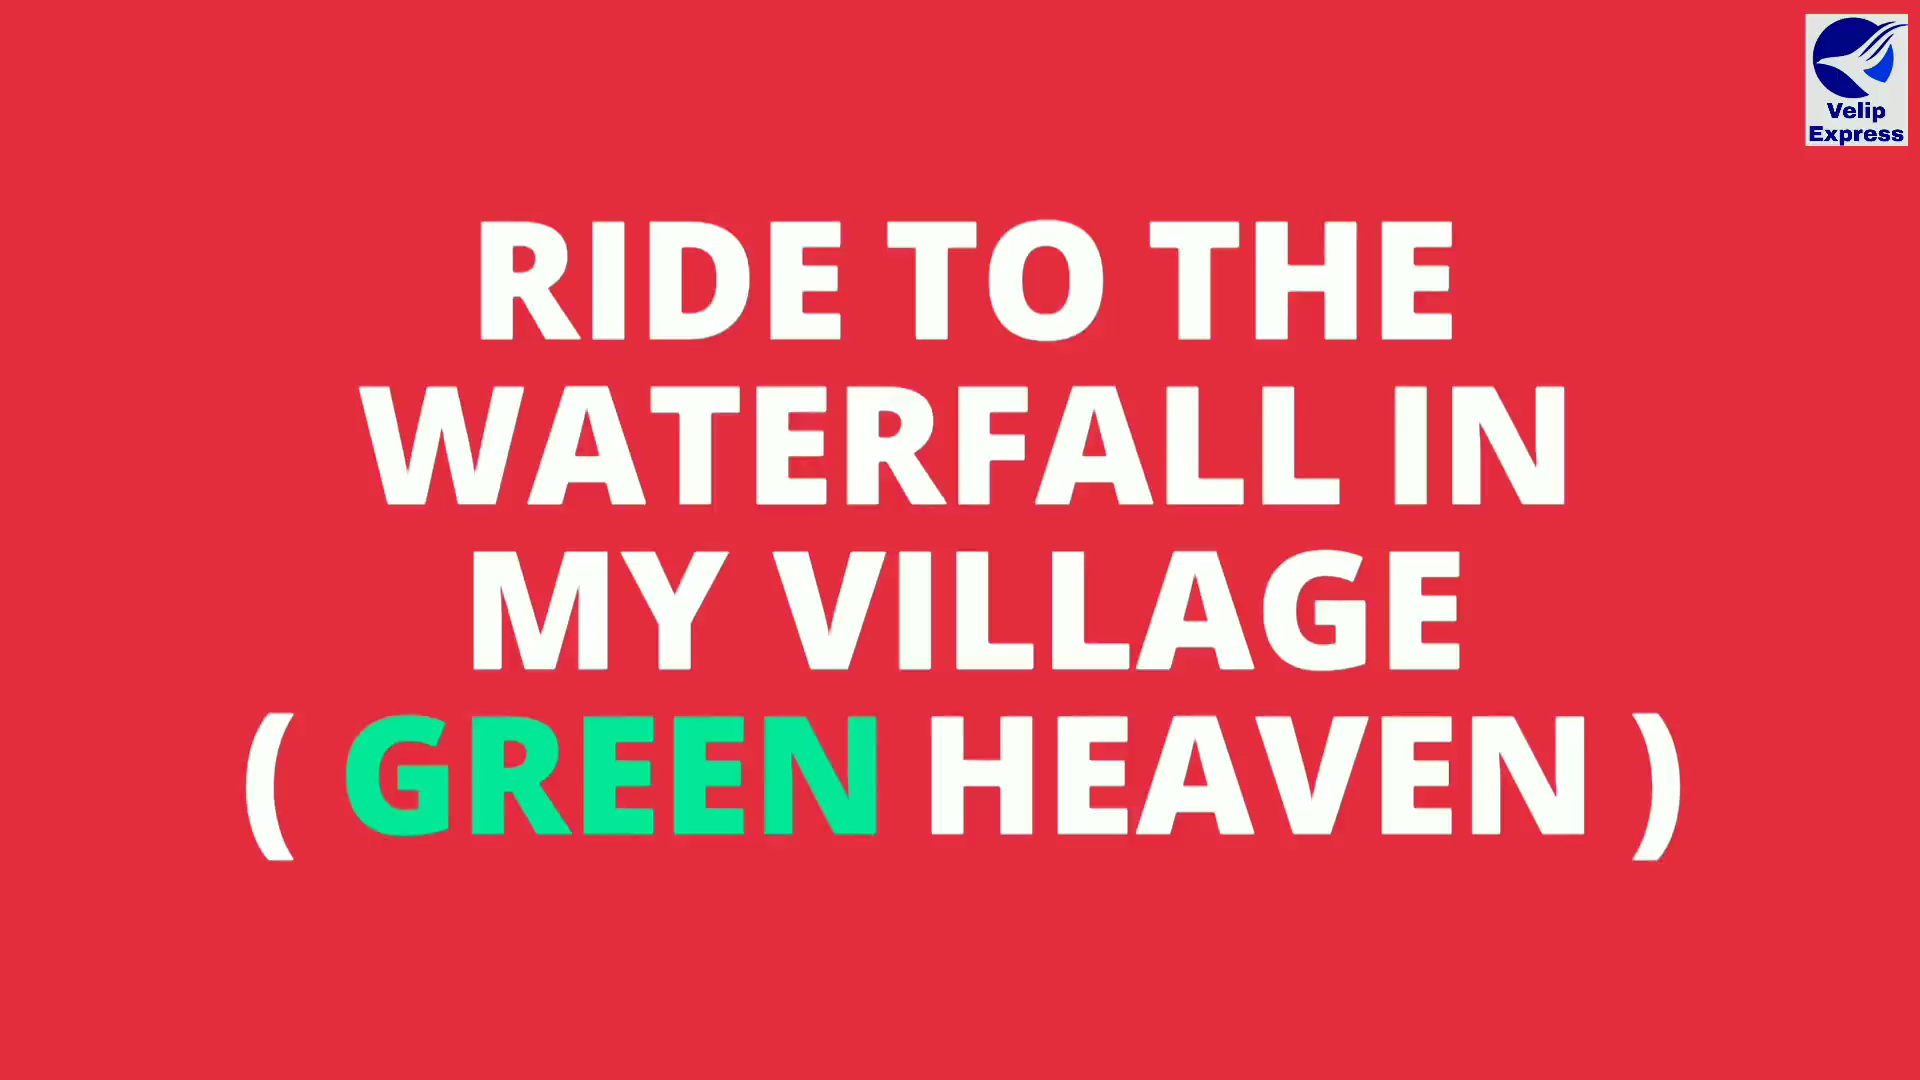 Velip
Express
RIDE TO THE
WATERFALL IN
MY VILLAGE
( GREEN HEAVEN )